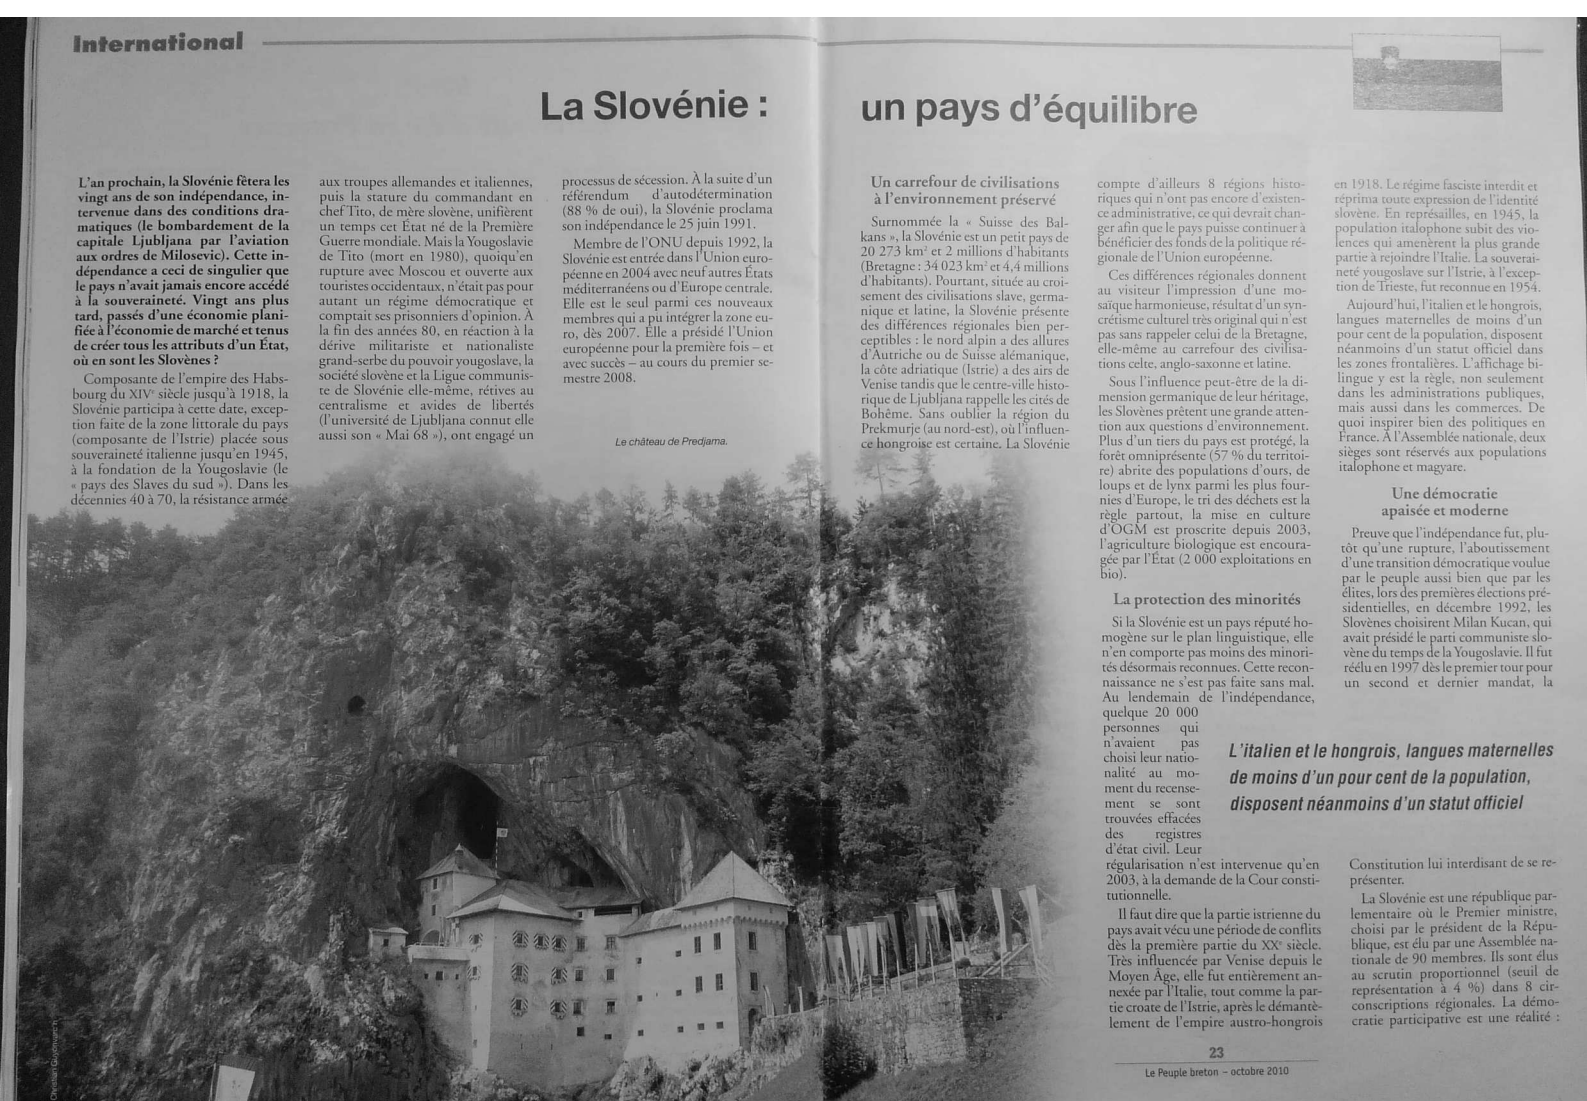 International
La Slovénie : un pays d'équilibre
L'an prochain, la Slovénie fêtera les
vingt ans de son indépendance, in-
tervenue dans des conditions dra-
matiques (le bombardement de la
capitale Ljubljana par l'aviation
aux ordres de Milosevic). Cette in-
dépendance a ceci de singulier que
le pays n'avait jamais encore accédé
à la souveraineté. Vingt ans plus
tard, passés d'une économie plani-
fiée à l'économie de marché et tenus
de créer tous les attributs d'un État,
où en sont les Slovènes ?
Composante de l'empire des Habs-
bourg du XIVe siècle jusqu'à 1918, la
Slovénie participa à cette date, excep-
tion faite de la zone littorale du pays
(composante de l'Istrie) placée sous
souveraineté italienne jusqu'en 1945,
à la fondation de la Yougoslavie (le
« pays des Slaves du sud »). Dans les
décennies 40 à 70, la résistance armée
aux troupes allemandes et italiennes,
puis la stature du commandant en
chef Tito, de mère slovène, unifièrent
un temps cet État né de la Première
Guerre mondiale. Mais la Yougoslavie
de Tito (mort en 1980), quoiqu'en
rupture avec Moscou et ouverte aux
touristes occidentaux, n'était pas pour
autant un régime démocratique et
comptait ses prisonniers d'opinion. À
la fin des années 80, en réaction à la
dérive militariste et nationaliste
grand-serbe du pouvoir yougoslave, la
société slovène et la Ligue communis-
te de Slovénie elle-même, rétives au
centralisme et avides de libertés
(l'université de Ljubljana connut elle
aussi son « Mai 68 »), ont engagé un
processus de sécession. À la suite d'un
référendum d'autodétermination
(88 % de oui), la Slovénie proclama
son indépendance le 25 juin 1991.
Membre de l'ONU depuis 1992, la
Slovénie est entrée dans l'Union euro-
péenne en 2004 avec neuf autres États
méditerranéens ou d'Europe centrale.
Elle est le seul parmi ces nouveaux
membres qui a pu intégrer la zone eu-
ro, dès 2007. Elle a présidé l'Union
européenne pour la première fois – et
avec succès – au cours du premier se-
mestre 2008.
Le château de Predjama.
Un carrefour de civilisations
à l'environnement préservé
Surnommée la « Suisse des Bal-
kans », la Slovénie est un petit pays de
20 273 km² et 2 millions d'habitants
(Bretagne : 34 023 km² et 4,4 millions
d'habitants). Pourtant, située au croi-
sement des civilisations slave, germa-
nique et latine, la Slovénie présente
des différences régionales bien per-
ceptibles : le nord alpin a des allures
d'Autriche ou de Suisse alémanique,
la côte adriatique (Istrie) a des airs de
Venise tandis que le centre-ville histo-
rique de Ljubljana rappelle les cités de
Bohême. Sans oublier la région du
Prekmurje (au nord-est), où l'influen-
ce hongroise est certaine. La Slovénie
compte d'ailleurs 8 régions histo-
riques qui n'ont pas encore d'existen-
ce administrative, ce qui devrait chan-
ger afin que le pays puisse continuer à
bénéficier des fonds de la politique ré-
gionale de l'Union européenne.
Ces différences régionales donnent
au visiteur l'impression d'une mo-
saïque harmonieuse, résultat d'un syn-
crétisme culturel très original qui n'est
pas sans rappeler celui de la Bretagne,
elle-même au carrefour des civilisa-
tions celte, anglo-saxonne et latine.
Sous l'influence peut-être de la di-
mension germanique de leur héritage,
les Slovènes prêtent une grande atten-
tion aux questions d'environnement.
Plus d'un tiers du pays est protégé, la
forêt omniprésente (57 % du territoi-
re) abrite des populations d'ours, de
loups et de lynx parmi les plus four-
nies d'Europe, le tri des déchets est la
règle partout, la mise en culture
d'OGM est proscrite depuis 2003,
l'agriculture biologique est encoura-
gée par l'État (2 000 exploitations en
bio).
La protection des minorités
Si la Slovénie est un pays réputé ho-
mogène sur le plan linguistique, elle
n'en comporte pas moins des minori-
tés désormais reconnues. Cette recon-
naissance ne s'est pas faite sans mal.
Au lendemain de l'indépendance,
quelque 20 000
personnes qui
n'avaient pas
choisi leur natio-
nalité au mo-
ment du recense-
ment se sont
trouvées effacées
des registres
d'état civil. Leur
régularisation n'est intervenue qu'en
2003, à la demande de la Cour consti-
tutionnelle.
Il faut dire que la partie istrienne du
pays avait vécu une période de conflits
dès la première partie du XXe siècle.
Très influencée par Venise depuis le
Moyen Âge, elle fut entièrement an-
nexée par l'Italie, tout comme la par-
tie croate de l'Istrie, après le démantè-
lement de l'empire austro-hongrois
en 1918. Le régime fasciste interdit et
réprima toute expression de l'identité
slovène. En représailles, en 1945, la
population italophone subit des vio-
lences qui amenèrent la plus grande
partie à rejoindre l'Italie. La souverai-
neté yougoslave sur l'Istrie, à l'excep-
tion de Trieste, fut reconnue en 1954.
Aujourd'hui, l'italien et le hongrois,
langues maternelles de moins d'un
pour cent de la population, disposent
néanmoins d'un statut officiel dans
les zones frontalières. L'affichage bi-
lingue y est la règle, non seulement
dans les administrations publiques,
mais aussi dans les commerces. De
quoi inspirer bien des politiques en
France. À l'Assemblée nationale, deux
sièges sont réservés aux populations
italophone et magyare.
Une démocratie
apaisée et moderne
Preuve que l'indépendance fut, plu-
tôt qu'une rupture, l'aboutissement
d'une transition démocratique voulue
par le peuple aussi bien que par les
élites, lors des premières élections pré-
sidentielles, en décembre 1992, les
Slovènes choisirent Milan Kucan, qui
avait présidé le parti communiste slo-
vène du temps de la Yougoslavie. Il fut
réélu en 1997 dès le premier tour pour
un second et dernier mandat, la
L'italien et le hongrois, langues maternelles
de moins d'un pour cent de la population,
disposent néanmoins d'un statut officiel
Constitution lui interdisant de se re-
présenter.
La Slovénie est une république par-
lementaire où le Premier ministre,
choisi par le président de la Répu-
blique, est élu par une Assemblée na-
tionale de 90 membres. Ils sont élus
au scrutin proportionnel (seuil de
représentation à 4 %) dans 8 cir-
conscriptions régionales. La démo-
cratie participative est une réalité :
23
Le Peuple breton – octobre 2010